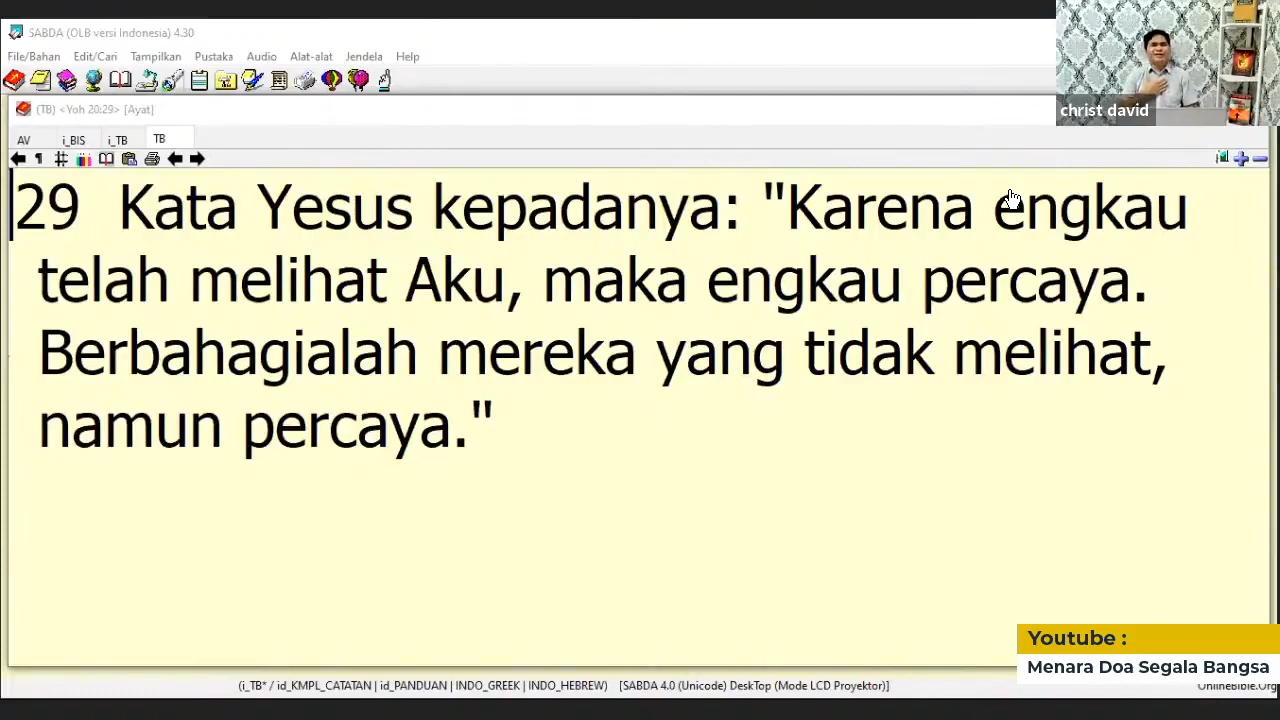 SABDA (OLB versi Indonesia) 4.30
File/Bahan Edit/Cari Tampilkan Pustaka Audio Alat-alat Jendela Help
(TB) <Yoh 20:29> [Ayat]
AV i_BIS i_TB TB
christ david
29 Kata Yesus kepadanya: "Karena engkau
telah melihat Aku, maka engkau percaya.
Berbahagialah mereka yang tidak melihat,
namun percaya."
Youtube :
Menara Doa Segala Bangsa
(i_TB* / id_KMPL_CATATAN | id_PANDUAN | INDO_GREEK | INDO_HEBREW) [SABDA 4.0 (Unicode) DeskTop (Mode LCD Proyektor)]
OnlineBible.Org